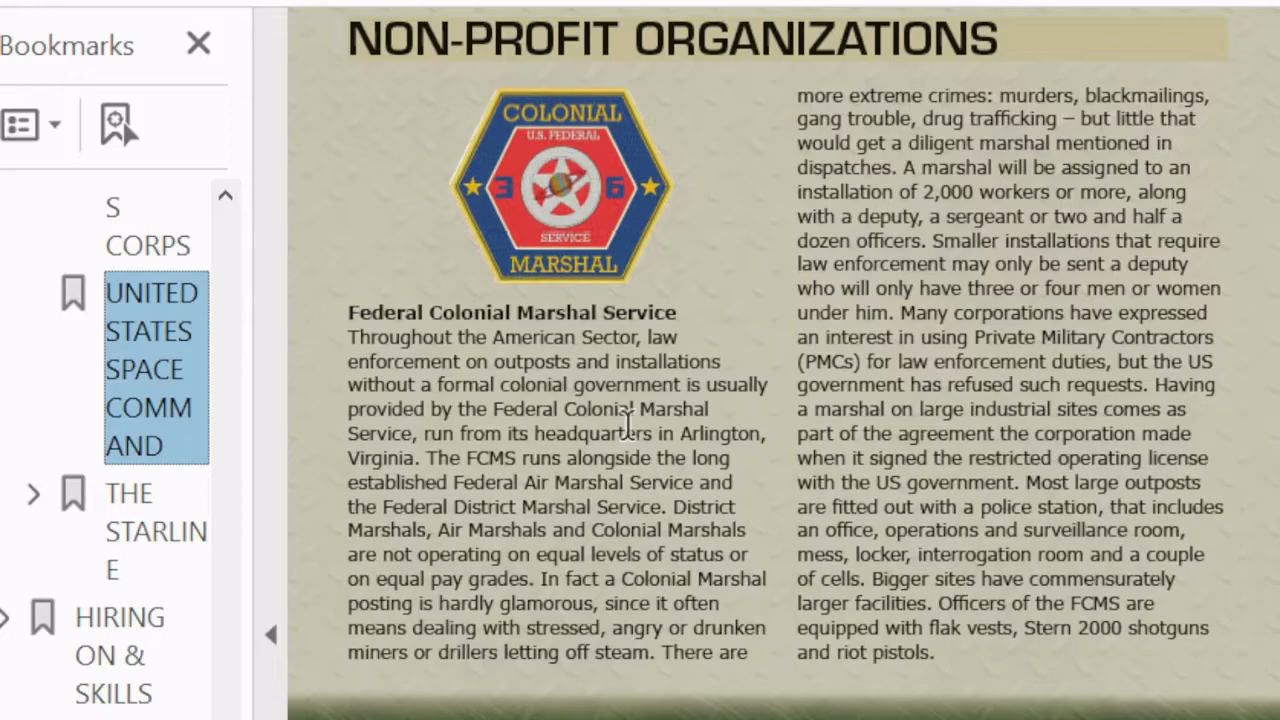 Bookmarks
S
CORPS
UNITED
STATES
SPACE
COMM
AND
THE
STARLIN
E
HIRING
ON &
SKILLS
NON-PROFIT ORGANIZATIONS
COLONIAL
U.S. FEDERAL
3 6
SERVICE
MARSHAL
Federal Colonial Marshal Service
Throughout the American Sector, law
enforcement on outposts and installations
without a formal colonial government is usually
provided by the Federal Colonial Marshal
Service, run from its headquarters in Arlington,
Virginia. The FCMS runs alongside the long
established Federal Air Marshal Service and
the Federal District Marshal Service. District
Marshals, Air Marshals and Colonial Marshals
are not operating on equal levels of status or
on equal pay grades. In fact a Colonial Marshal
posting is hardly glamorous, since it often
means dealing with stressed, angry or drunken
miners or drillers letting off steam. There are
more extreme crimes: murders, blackmailings,
gang trouble, drug trafficking – but little that
would get a diligent marshal mentioned in
dispatches. A marshal will be assigned to an
installation of 2,000 workers or more, along
with a deputy, a sergeant or two and half a
dozen officers. Smaller installations that require
law enforcement may only be sent a deputy
who will only have three or four men or women
under him. Many corporations have expressed
an interest in using Private Military Contractors
(PMCs) for law enforcement duties, but the US
government has refused such requests. Having
a marshal on large industrial sites comes as
part of the agreement the corporation made
when it signed the restricted operating license
with the US government. Most large outposts
are fitted out with a police station, that includes
an office, operations and surveillance room,
mess, locker, interrogation room and a couple
of cells. Bigger sites have commensurately
larger facilities. Officers of the FCMS are
equipped with flak vests, Stern 2000 shotguns
and riot pistols.